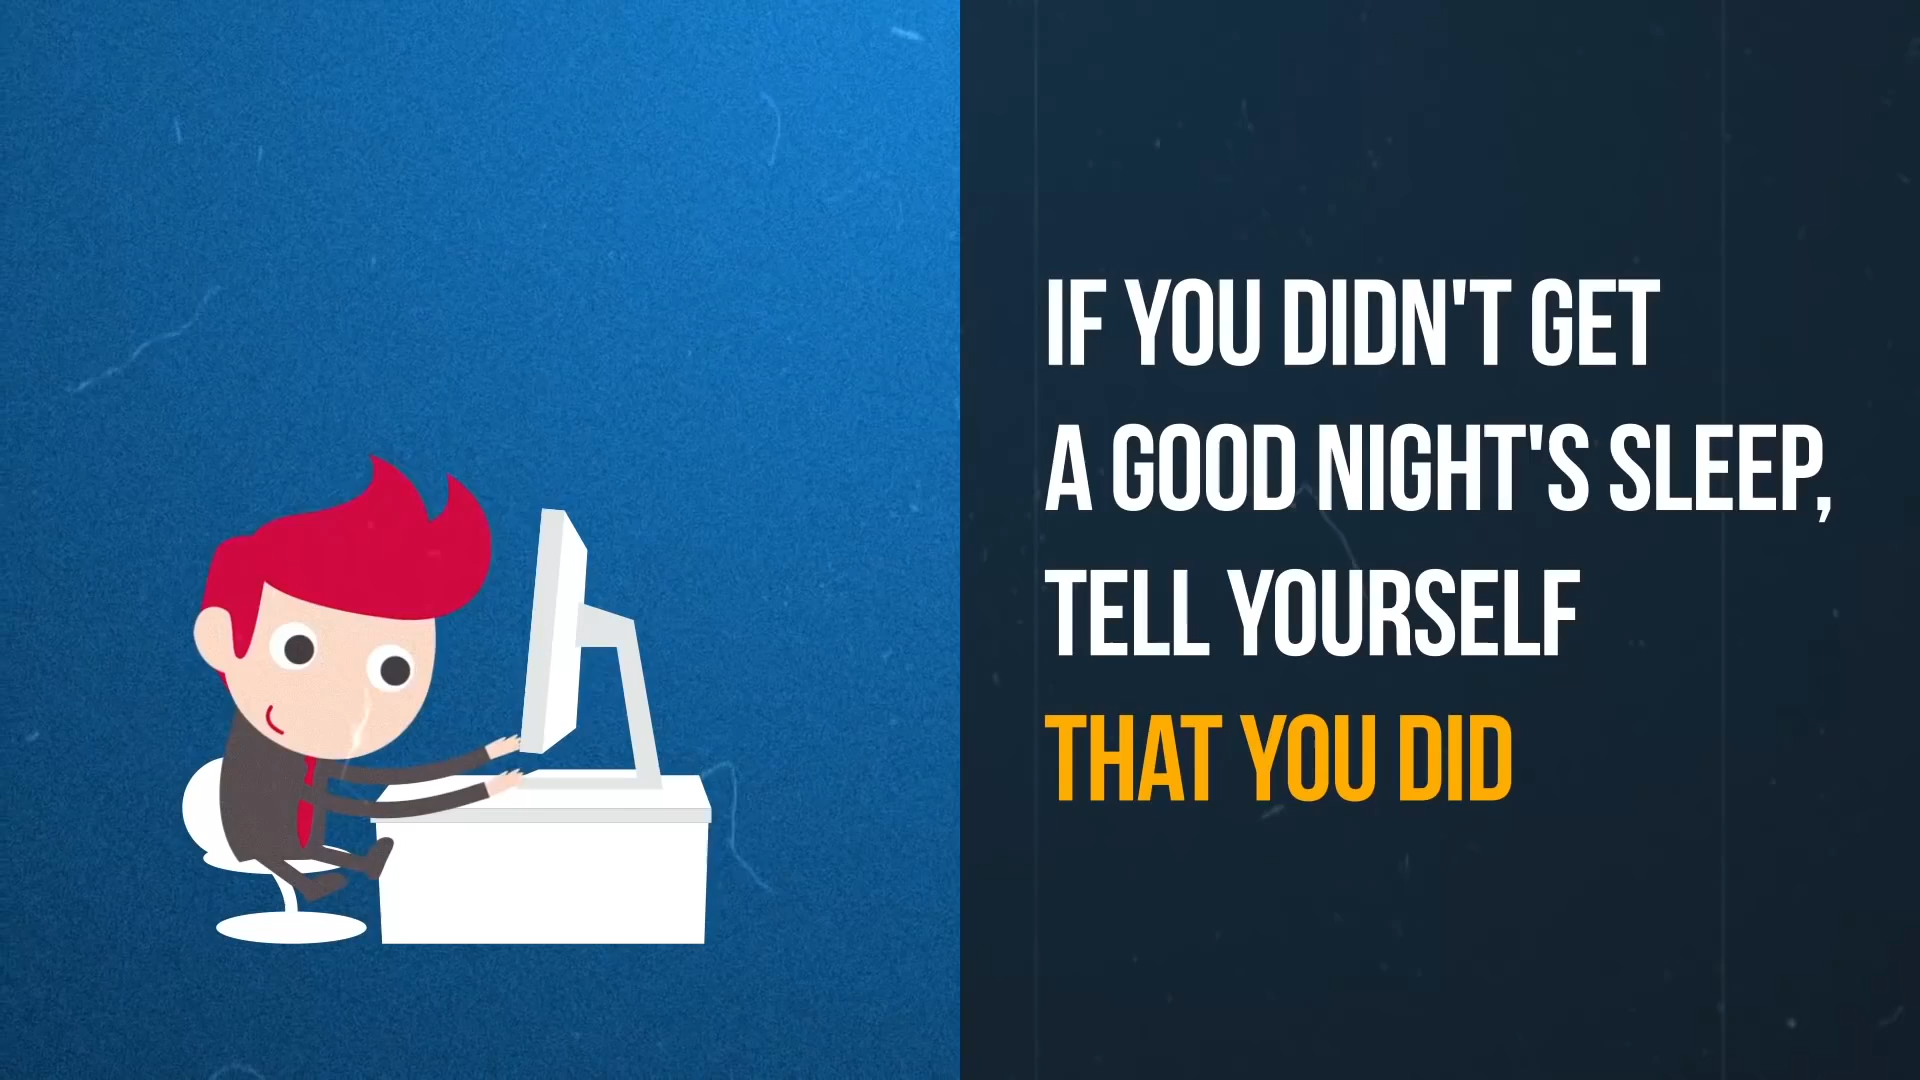 IF YOU DIDN'T GET
A GOOD NIGHT'S SLEEP,
TELL YOURSELF
THAT YOU DID